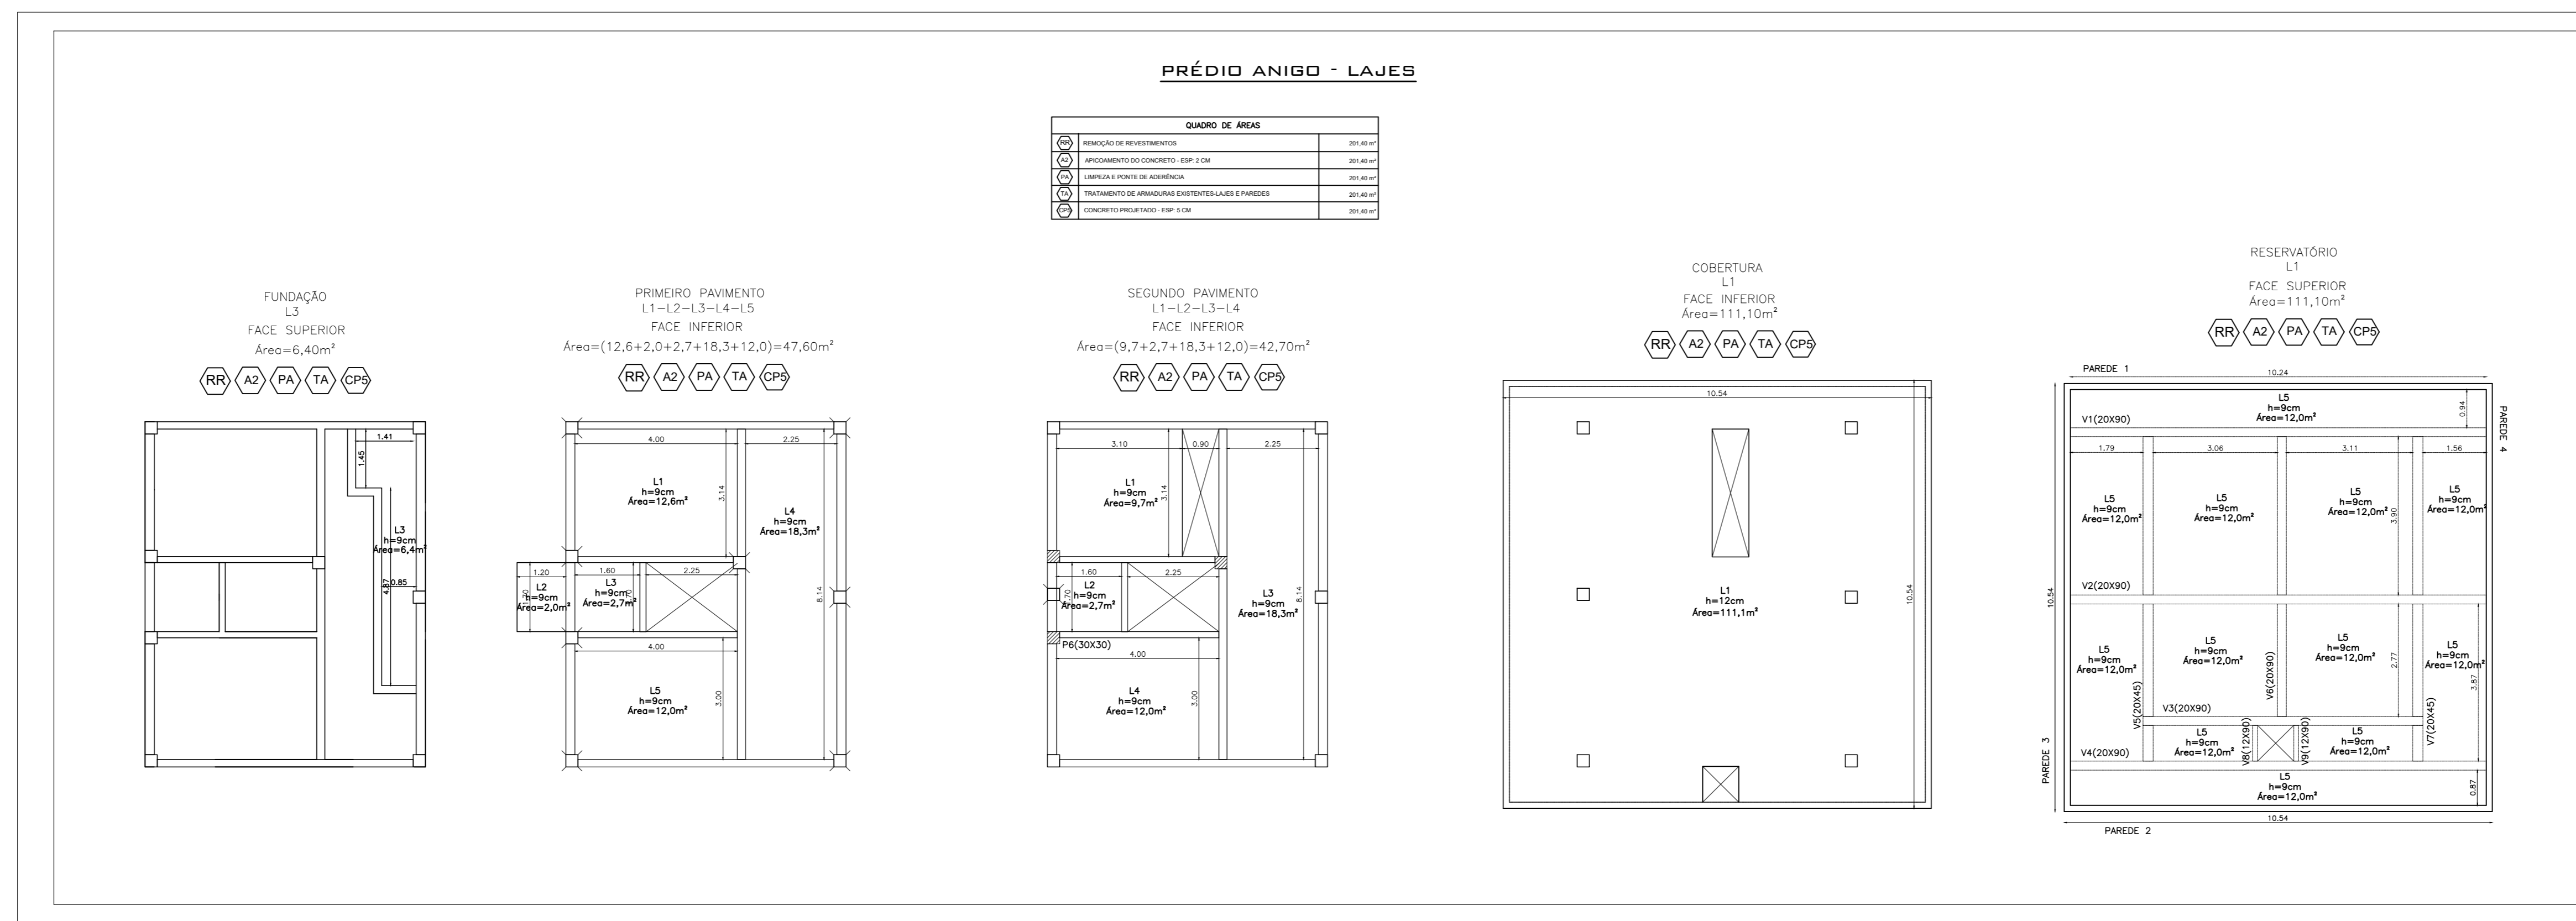 PRÉDIO ANIGO - LAJES
QUADRO DE ÁREAS
RR REMOÇÃO DE REVESTIMENTOS 201,40 m²
A2 APICOAMENTO DO CONCRETO - ESP: 2 CM 201,40 m²
PA LIMPEZA E PONTE DE ADERÊNCIA 201,40 m²
TA TRATAMENTO DE ARMADURAS EXISTENTES-LAJES E PAREDES 201,40 m²
CP5 CONCRETO PROJETADO - ESP: 5 CM 201,40 m²
FUNDAÇÃO
L3
FACE SUPERIOR
Área=6,40m²
RR A2 PA TA CP5
1.41
1.45
L3
h=9cm
Área=6,4m²
4.87
0.85
PRIMEIRO PAVIMENTO
L1-L2-L3-L4-L5
FACE INFERIOR
Área=(12,6+2,0+2,7+18,3+12,0)=47,60m²
RR A2 PA TA CP5
4.00
2.25
L1
h=9cm
Área=12,6m²
3.14
L4
h=9cm
Área=18,3m²
1.20
1.60
2.25
L2
h=9cm
Área=2,0m²
L3
h=9cm
Área=2,7m²
8.14
4.00
L5
h=9cm
Área=12,0m²
3.00
SEGUNDO PAVIMENTO
L1-L2-L3-L4
FACE INFERIOR
Área=(9,7+2,7+18,3+12,0)=42,70m²
RR A2 PA TA CP5
3.10
0.90
2.25
L1
h=9cm
Área=9,7m²
3.14
1.60
2.25
L2
h=9cm
Área=2,7m²
L3
h=9cm
Área=18,3m²
8.14
P6(30X30)
4.00
L4
h=9cm
Área=12,0m²
3.00
COBERTURA
L1
FACE INFERIOR
Área=111,10m²
RR A2 PA TA CP5
10.54
L1
h=12cm
Área=111,1m²
10.54
RESERVATÓRIO
L1
FACE SUPERIOR
Área=111,10m²
RR A2 PA TA CP5
PAREDE 1
10.24
L5
h=9cm
Área=12,0m²
0.94
PAREDE 4
V1(20X90)
1.79
3.06
3.11
1.56
L5
h=9cm
Área=12,0m²
L5
h=9cm
Área=12,0m²
L5
h=9cm
Área=12,0m²
3.90
L5
h=9cm
Área=12,0m²
V2(20X90)
10.54
L5
h=9cm
Área=12,0m²
L5
h=9cm
Área=12,0m²
V6(20X90)
L5
h=9cm
Área=12,0m²
2.77
L5
h=9cm
Área=12,0m²
3.87
V5(20X45)
V3(20X90)
V7(20X45)
PAREDE 3
V4(20X90)
L5
h=9cm
Área=12,0m²
V8(12X90)
V9(12X90)
L5
h=9cm
Área=12,0m²
L5
h=9cm
Área=12,0m²
0.87
10.54
PAREDE 2